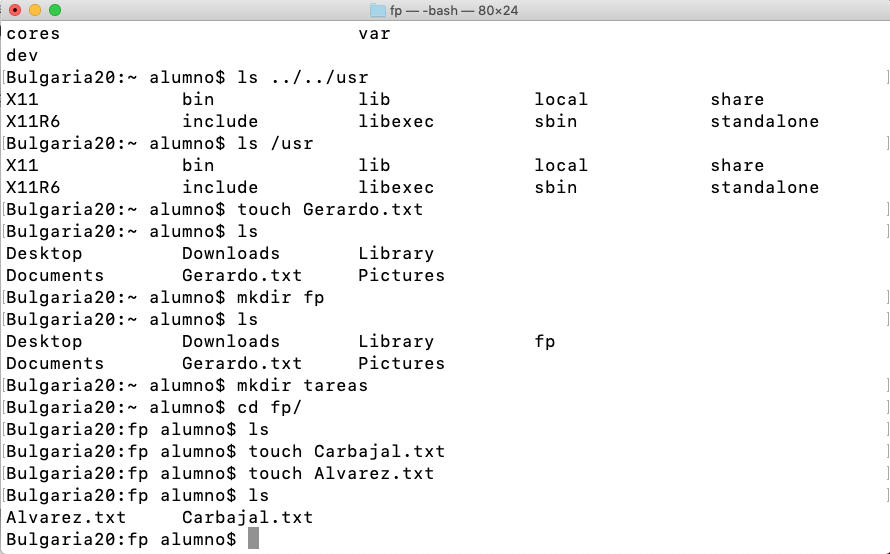 fp — -bash — 80×24
cores var
dev
Bulgaria20:~ alumno$ ls ../../usr
X11 bin lib local share
X11R6 include libexec sbin standalone
Bulgaria20:~ alumno$ ls /usr
X11 bin lib local share
X11R6 include libexec sbin standalone
Bulgaria20:~ alumno$ touch Gerardo.txt
Bulgaria20:~ alumno$ ls
Desktop Downloads Library
Documents Gerardo.txt Pictures
Bulgaria20:~ alumno$ mkdir fp
Bulgaria20:~ alumno$ ls
Desktop Downloads Library fp
Documents Gerardo.txt Pictures
Bulgaria20:~ alumno$ mkdir tareas
Bulgaria20:~ alumno$ cd fp/
Bulgaria20:fp alumno$ ls
Bulgaria20:fp alumno$ touch Carbajal.txt
Bulgaria20:fp alumno$ touch Alvarez.txt
Bulgaria20:fp alumno$ ls
Alvarez.txt Carbajal.txt
Bulgaria20:fp alumno$